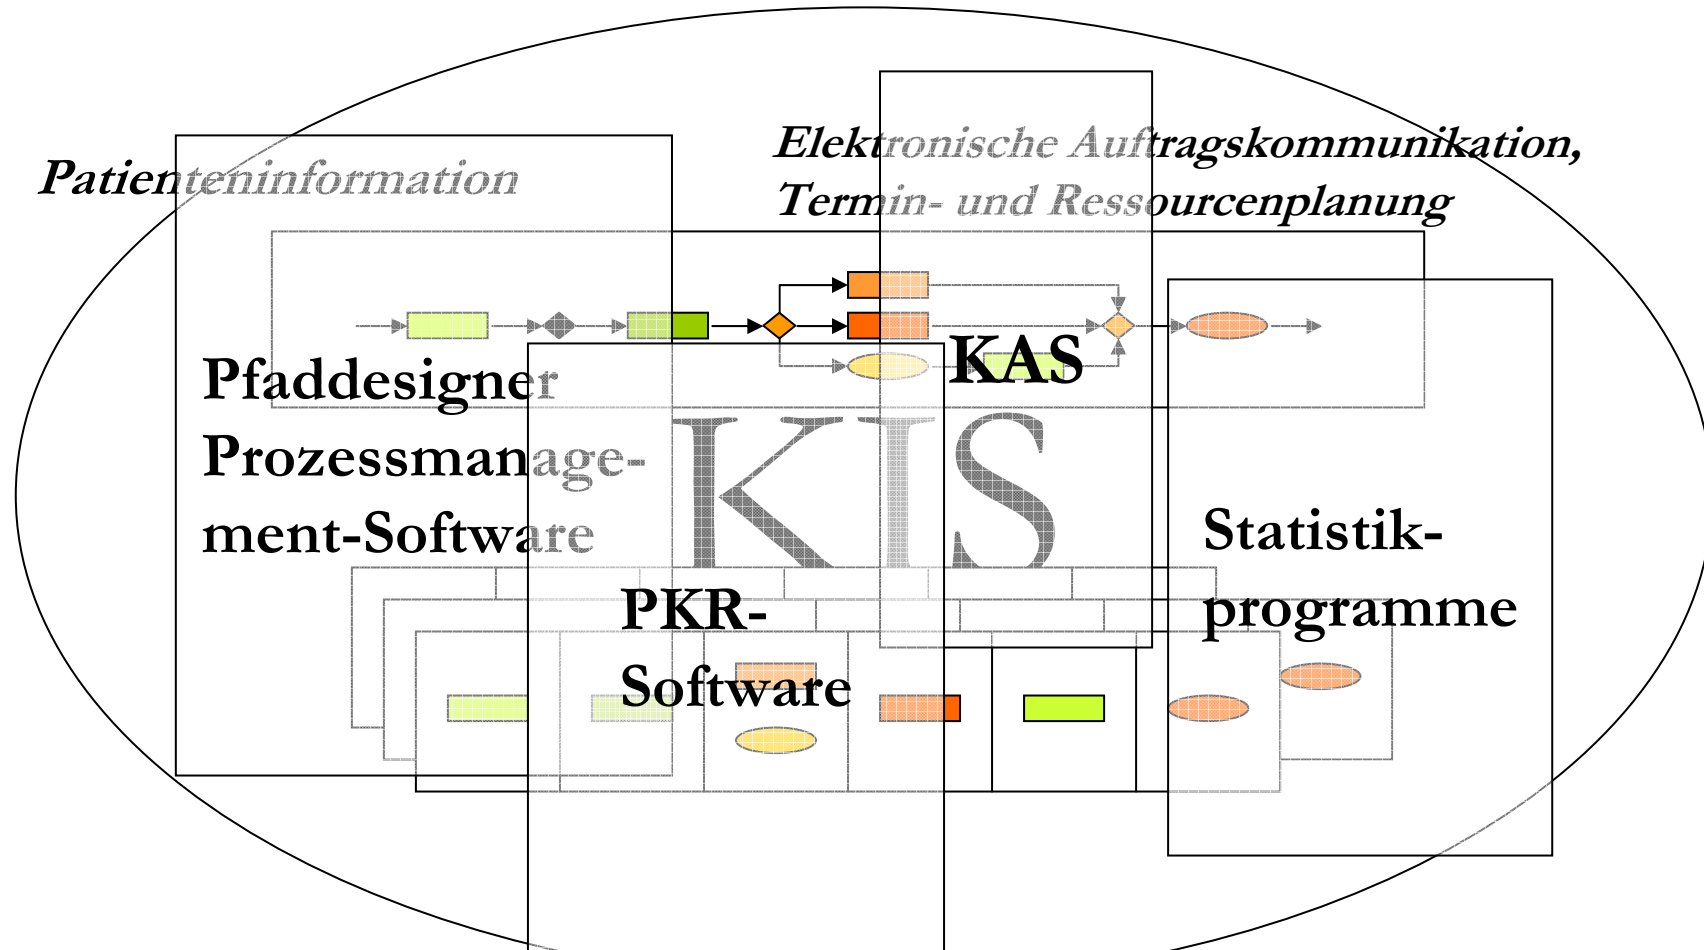 Patienteninformation
Elektronische Auftragskommunikation,
Termin- und Ressourcenplanung
KAS
Pfaddesigner
Prozessmanage-
ment-Software
KIS
Statistik-
programme
PKR-
Software